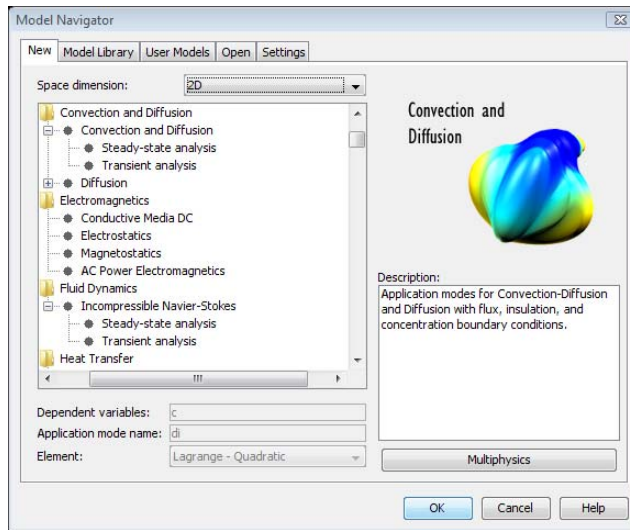 Model Navigator
New
Model Library
User Models
Open
Settings
Space dimension:
2D
Convection and Diffusion
Convection and Diffusion
Steady-state analysis
Transient analysis
Diffusion
Electromagnetics
Conductive Media DC
Electrostatics
Magnetostatics
AC Power Electromagnetics
Fluid Dynamics
Incompressible Navier-Stokes
Steady-state analysis
Transient analysis
Heat Transfer
Dependent variables:
c
Application mode name:
di
Element:
Lagrange - Quadratic
Convection and
Diffusion
Description:
Application modes for Convection-Diffusion
and Diffusion with flux, insulation, and
concentration boundary conditions.
Multiphysics
OK
Cancel
Help